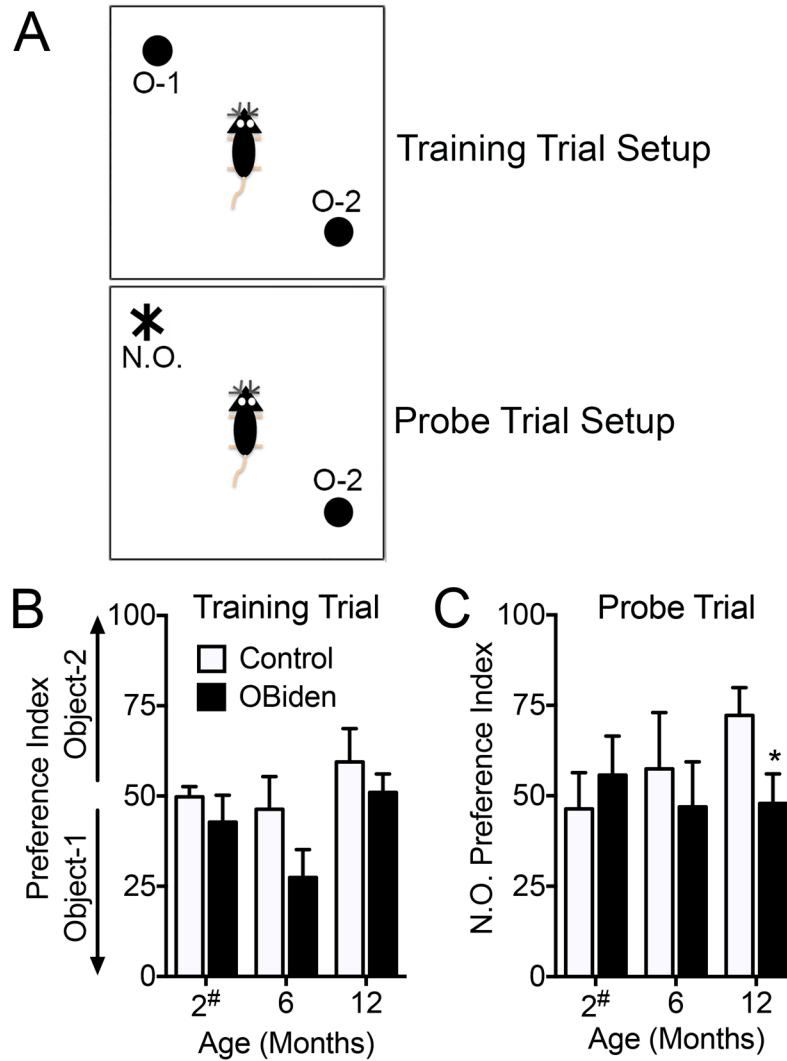 A
O-1
O-2
Training Trial Setup
N.O.
O-2
Probe Trial Setup
B
Training Trial
Control
OBiden
Preference Index
Object-2
Object-1
100
75
50
25
0
2#
6
12
Age (Months)
C
Probe Trial
N.O. Preference Index
100
75
50
25
0
*
2#
6
12
Age (Months)